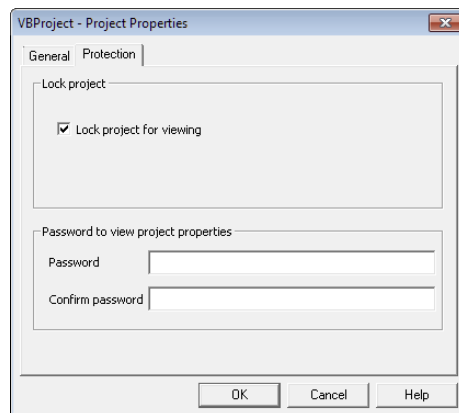 VBProject - Project Properties
General Protection
Lock project
Lock project for viewing
Password to view project properties
Password
Confirm password
OK Cancel Help